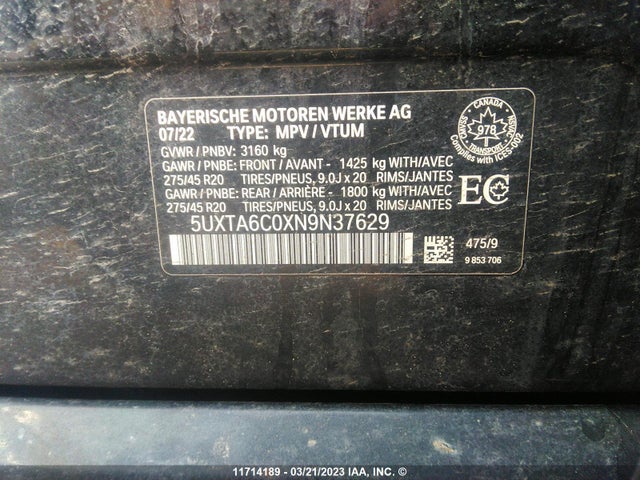 BAYERISCHE MOTOREN WERKE AG
07/22 TYPE: MPV / VTUM
GVWR / PNBV: 3160 kg
GAWR / PNBE: FRONT / AVANT - 1425 kg WITH/AVEC
275/45 R20 TIRES/PNEUS, 9.0J x 20 RIMS/JANTES
GAWR / PNBE: REAR / ARRIÈRE - 1800 kg WITH/AVEC
275/45 R20 TIRES/PNEUS, 9.0J x 20 RIMS/JANTES
5UXTA6C0XN9N37629
CANADA
978
TRANSPORT
Complies with ICES-002
EC
475/9
9 853 706
11714189 - 03/21/2023 IAA, INC. ©